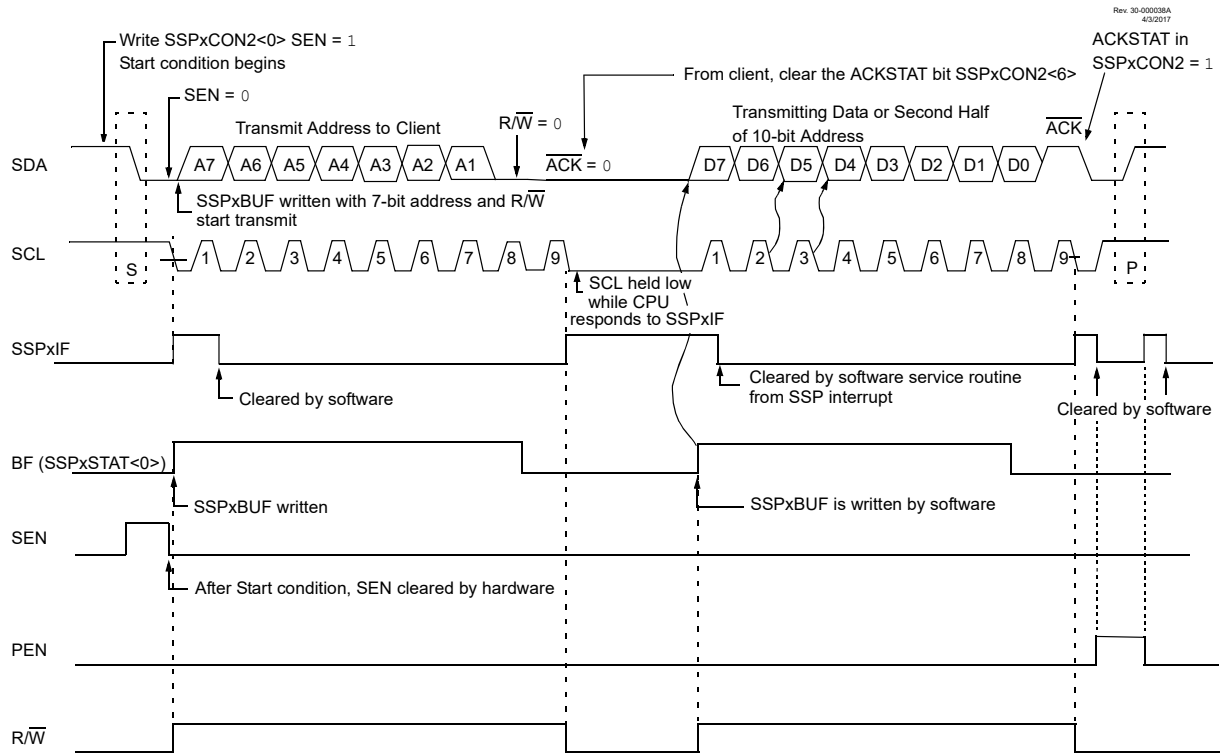 Rev. 30-000038A
4/3/2017
Write SSPxCON2<0> SEN = 1
Start condition begins
ACKSTAT in
SSPxCON2 = 1
From client, clear the ACKSTAT bit SSPxCON2<6>
SEN = 0
Transmit Address to Client
R/W̅ = 0
Transmitting Data or Second Half
of 10-bit Address
A̅C̅K̅
SDA
A7 A6 A5 A4 A3 A2 A1
A̅C̅K̅ = 0
D7 D6 D5 D4 D3 D2 D1 D0
SSPxBUF written with 7-bit address and R/W̅
start transmit
SCL
S
1 2 3 4 5 6 7 8 9
1 2 3 4 5 6 7 8 9
P
SCL held low
while CPU
responds to SSPxIF
SSPxIF
Cleared by software
Cleared by software service routine
from SSP interrupt
Cleared by software
BF (SSPxSTAT<0>)
SSPxBUF written
SSPxBUF is written by software
SEN
After Start condition, SEN cleared by hardware
PEN
R/W̅